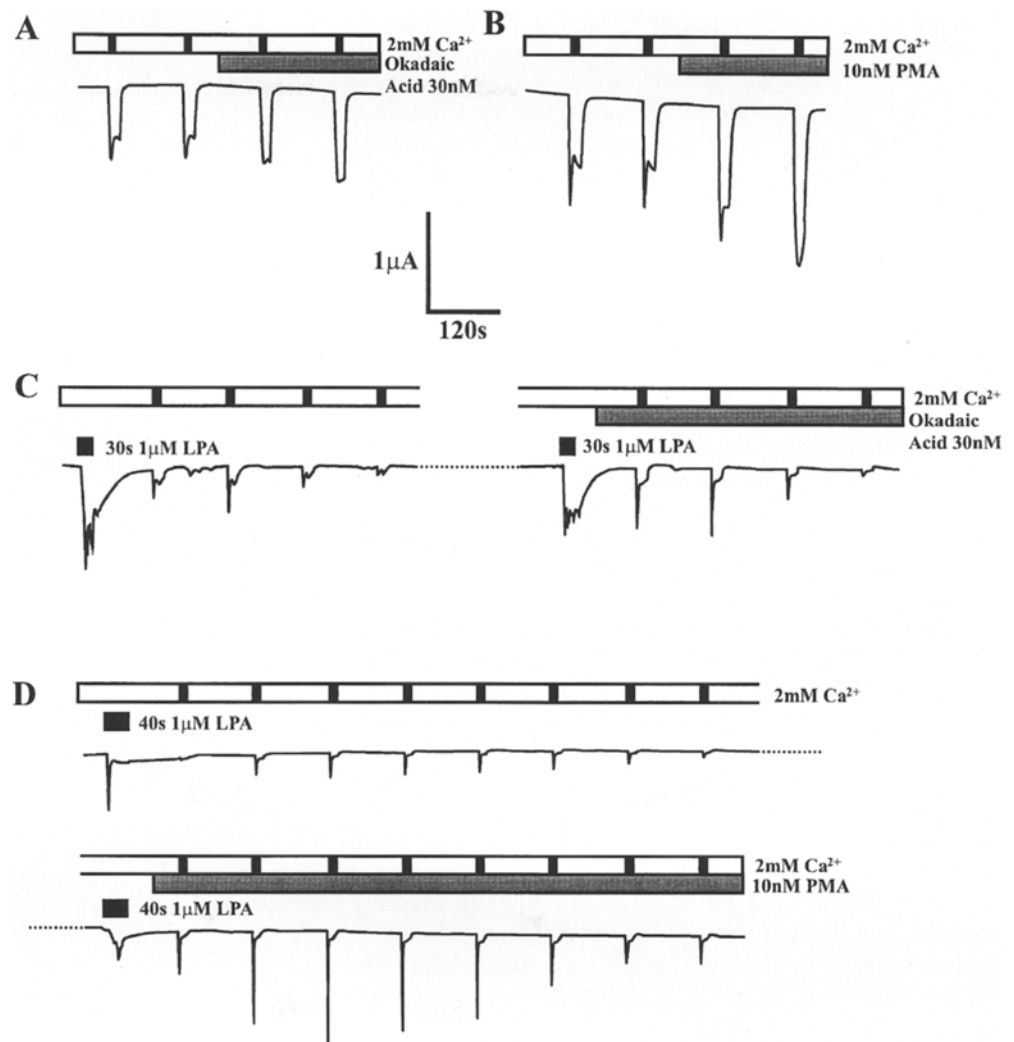 A
2mM Ca²⁺
Okadaic
Acid 30nM
B
2mM Ca²⁺
10nM PMA
1μA
120s
C
2mM Ca²⁺
Okadaic
Acid 30nM
30s 1μM LPA
30s 1μM LPA
D
2mM Ca²⁺
40s 1μM LPA
2mM Ca²⁺
10nM PMA
40s 1μM LPA